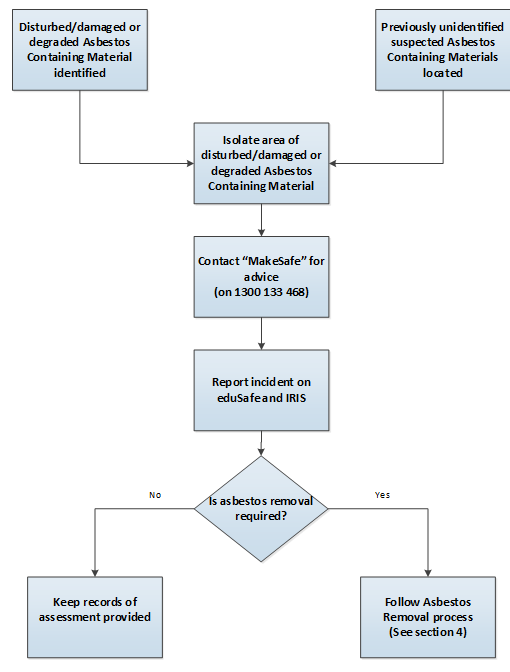 Disturbed/damaged or
degraded Asbestos
Containing Material
identified
Previously unidentified
suspected Asbestos
Containing Materials
located
Isolate area of
disturbed/damaged or
degraded Asbestos
Containing Material
Contact “MakeSafe” for
advice
(on 1300 133 468)
Report incident on
eduSafe and IRIS
Is asbestos removal
required?
No
Yes
Keep records of
assessment provided
Follow Asbestos
Removal process
(See section 4)